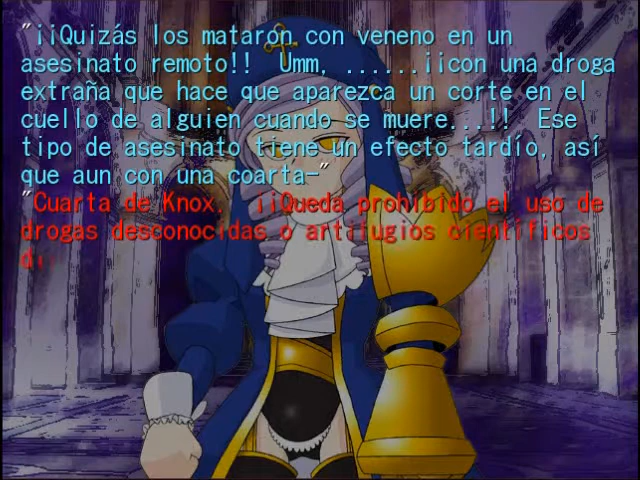 "¡¡Quizás los mataron con veneno en un
asesinato remoto!!  Umm, ......¡¡con una droga
extraña que hace que aparezca un corte en el
cuello de alguien cuando se muere...!!  Ese
tipo de asesinato tiene un efecto tardío, así
que aun con una coarta—"
"Cuarta de Knox.  ¡¡Queda prohibido el uso de
drogas desconocidas o artilugios científicos